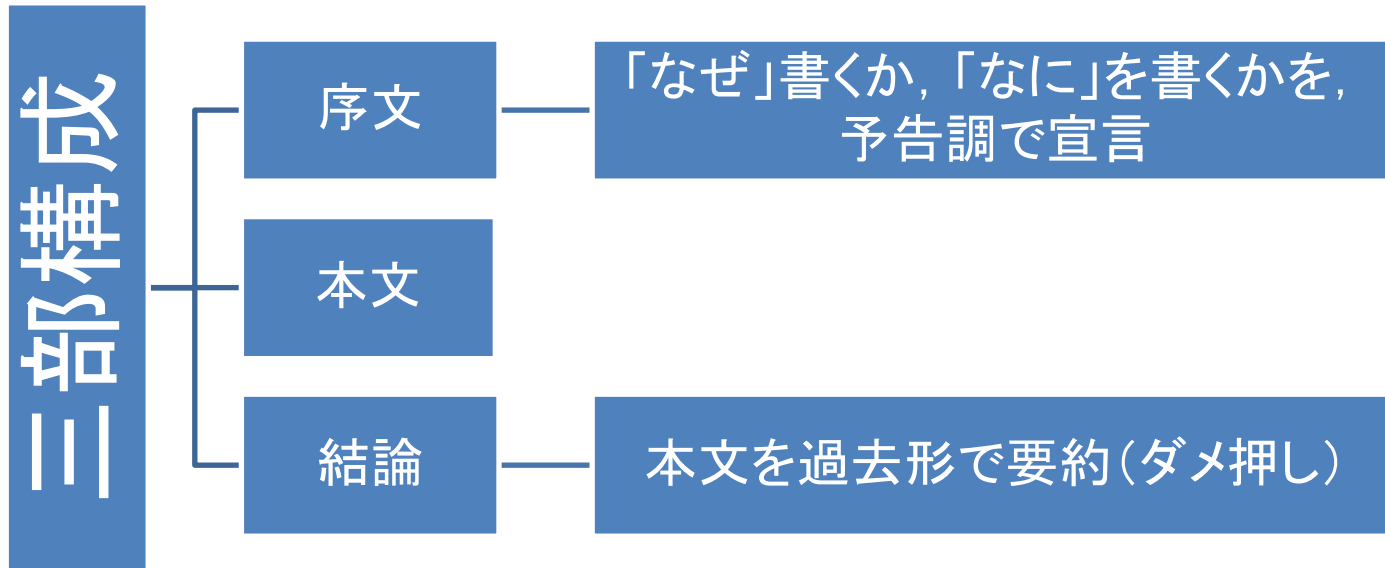 三部構成
序文
「なぜ」書くか，「なに」を書くかを，
予告調で宣言
本文
結論
本文を過去形で要約（ダメ押し）